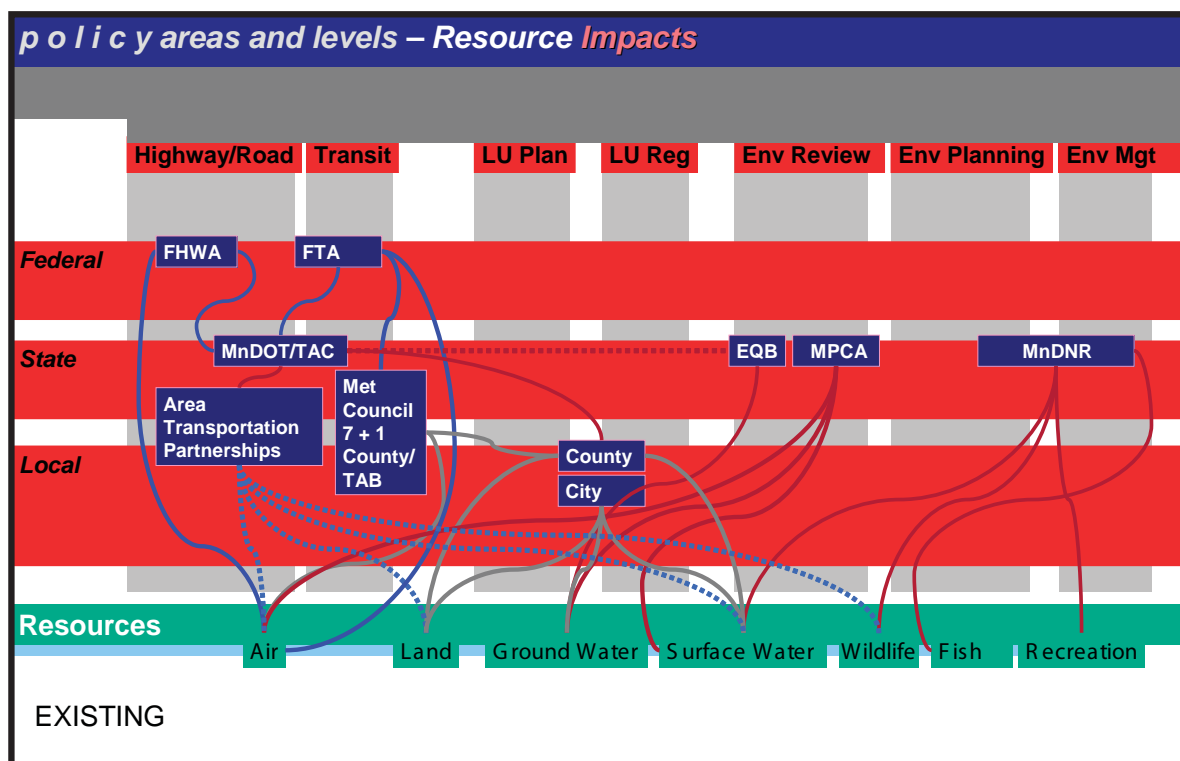 p o l i c y areas and levels – Resource Impacts
Highway/Road Transit LU Plan LU Reg Env Review Env Planning Env Mgt
Federal FHWA FTA
State MnDOT/TAC EQB MPCA MnDNR
Area
Transportation
Partnerships
Met
Council
7 + 1
County/
TAB
Local County
City
Resources
Air Land Ground Water Surface Water Wildlife Fish Recreation
EXISTING